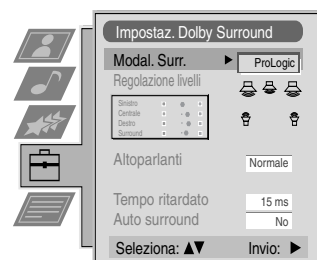 Impostaz. Dolby Surround
Modal. Surr. ▶ ProLogic
Regolazione livelli
Sinistro
Centrale
Destro
Surround
Altoparlanti Normale
Tempo ritardato 15 ms
Auto surround No
Seleziona: ▲▼ Invio: ▶